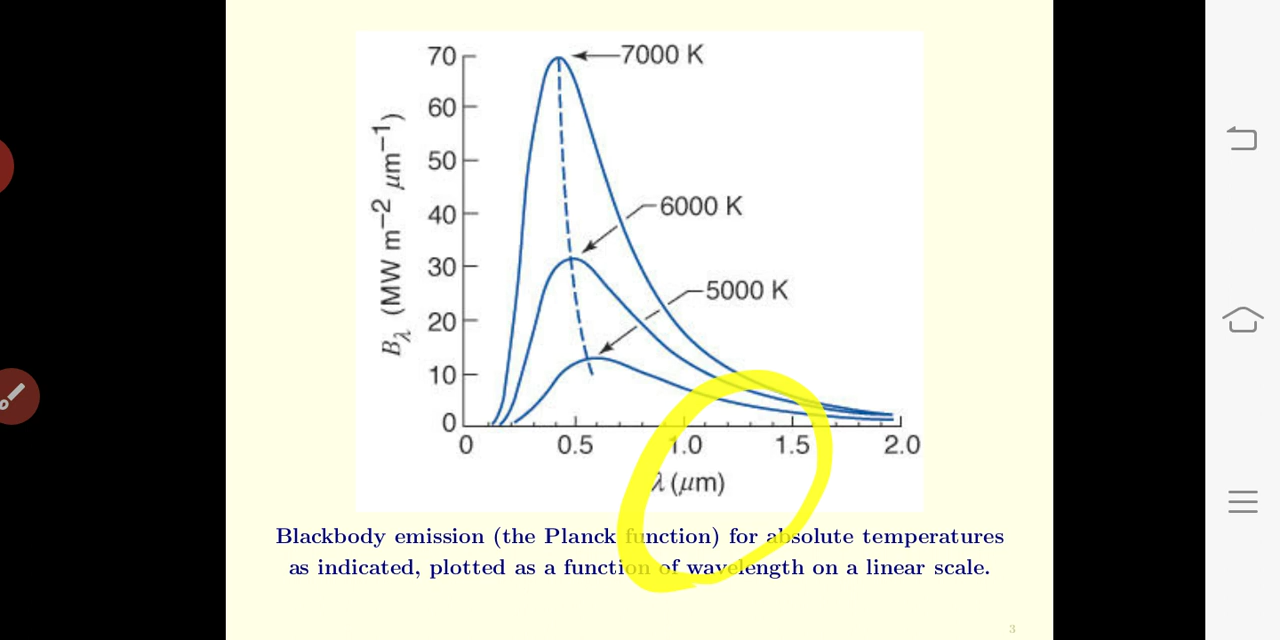 70
7000 K
60
50
6000 K
40
30
5000 K
20
10
0
0 0.5 1.0 1.5 2.0
λ (μm)
Bλ (MW m−2 μm−1)
Blackbody emission (the Planck function) for absolute temperatures
as indicated, plotted as a function of wavelength on a linear scale.
3